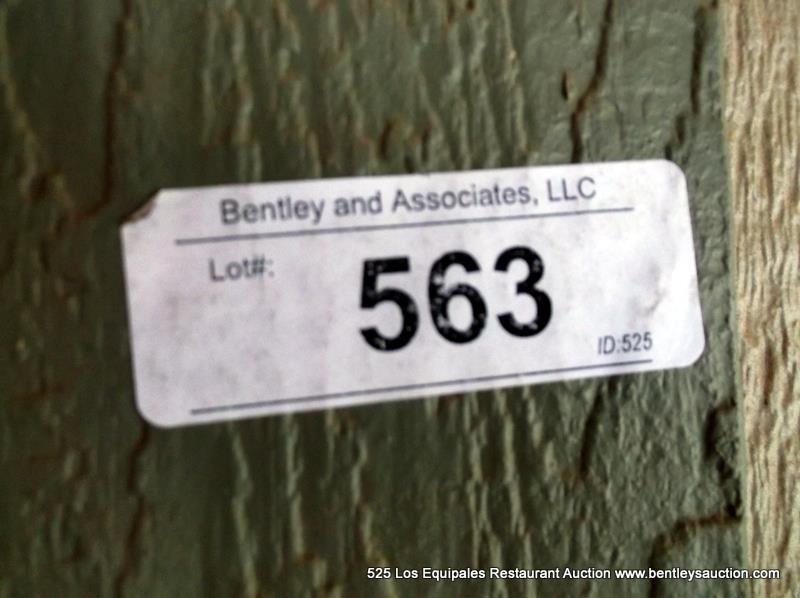 Bentley and Associates, LLC
Lot#:
563
ID:525
525 Los Equipales Restaurant Auction www.bentleysauction.com